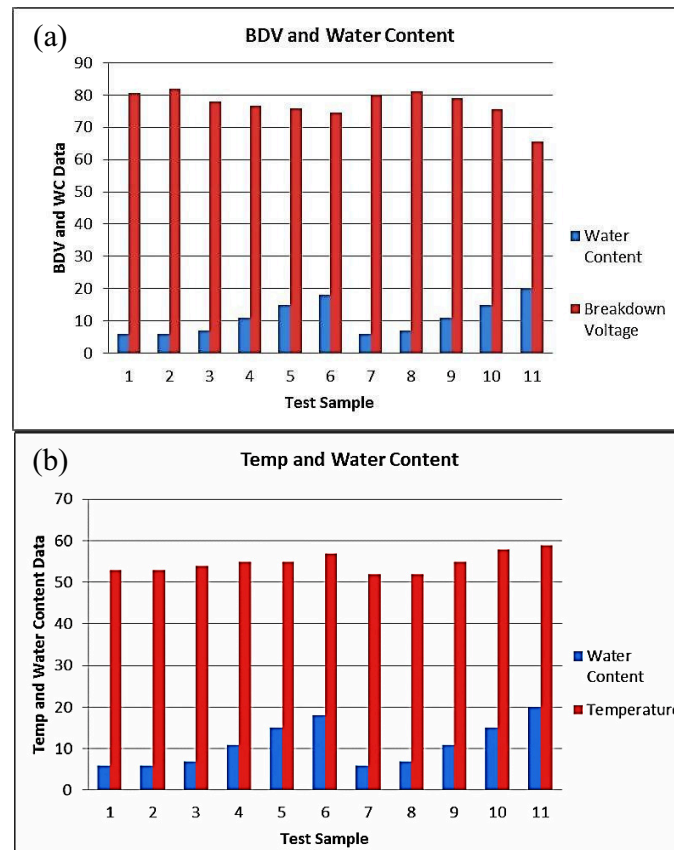 (a)
BDV and Water Content
90
80
70
60
50
40
30
20
10
0
BDV and WC Data
1 2 3 4 5 6 7 8 9 10 11
Test Sample
Water
Content
Breakdown
Voltage
(b)
Temp and Water Content
70
60
50
40
30
20
10
0
Temp and Water Content Data
1 2 3 4 5 6 7 8 9 10 11
Test Sample
Water
Content
Temperature